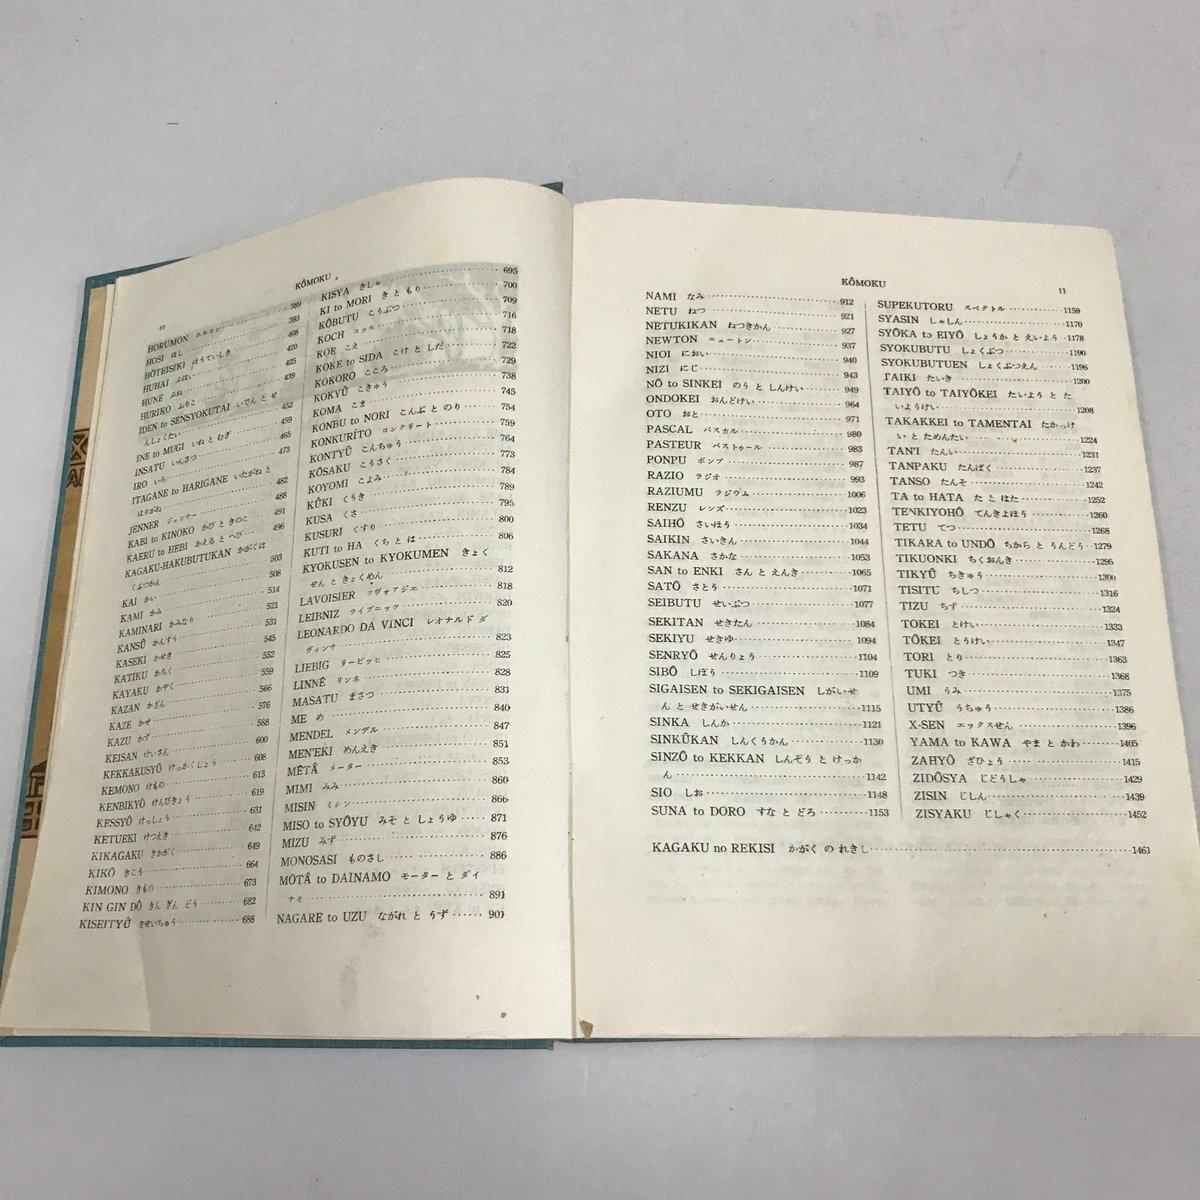 10
KÔMOKU
HORUMON ホルモン 389
HOSI ほし 393
HÔTEISIKI ほうていしき 408
HUHAI ふはい 420
HUNE ふね 425
HURIKO ふりこ 439
IDEN to SENSYOKUTAI いでん と せ
んしょくたい 452
INE to MUGI いね と むぎ 459
INSATU いんさつ 465
IRO いろ 473
ITAGANE to HARIGANE いたがね と
はりがね 482
JENNER ジェンナー 488
KABI to KINOKO かび と きのこ 491
KAERU to HEBI かえる と へび 496
KAGAKU-HAKUBUTUKAN かがくは
くぶつかん 503
KAI かい 508
KAMI かみ 514
KAMINARI かみなり 521
KANSÛ かんすう 531
KASEKI かせき 545
KATIKU かちく 552
KAYAKU かやく 559
KAZAN かざん 566
KAZE かぜ 576
KAZU かず 588
KEISAN けいさん 600
KEKKAKUSYÔ けっかくしょう 608
KEMONO けもの 613
KENBIKYÔ けんびきょう 619
KESSYÔ けっしょう 631
KETUEKI けつえき 642
KIKAGAKU きかがく 649
KIKÔ きこう 664
KIMONO きもの 673
KIN GIN DÔ きん ぎん どう 682
KISEITYÛ きせいちゅう 688
KISYA きしゃ 695
KI to MORI き と もり 700
KÔBUTU こうぶつ 709
KOCH コッホ 716
KOE こえ 718
KOKE to SIDA こけ と しだ 722
KOKORO こころ 729
KOKYÛ こきゅう 738
KOMA こま 745
KONBU to NORI こんぶ と のり 754
KONKURÎTO コンクリート 759
KONTYÛ こんちゅう 764
KÔSAKU こうさく 773
KOYOMI こよみ 784
KÛKI くうき 789
KUSA くさ 795
KUSURI くすり 800
KUTI to HA くち と は 806
KYOKUSEN to KYOKUMEN きょく
せん と きょくめん 812
LAVOISIER ラヴォアジエ 818
LEIBNIZ ライプニッツ 820
LEONARDO DA VINCI レオナルド ダ
ヴィンチ 823
LIEBIG リービッヒ 825
LINNÉ リンネ 828
MASATU まさつ 831
ME め 840
MENDEL メンデル 847
MEN'EKI めんえき 851
MÊTÂ メーター 853
MIMI みみ 860
MISIN ミシン 866
MISO to SYÔYU みそ と しょうゆ 871
MIZU みず 876
MONOSASI ものさし 886
MÔTÂ to DAINAMO モーター と ダイ
ナモ 891
NAGARE to UZU ながれ と うず 901
KÔMOKU
11
NAMI なみ 912
NETU ねつ 921
NETUKIKAN ねつきかん 927
NEWTON ニュートン 937
NIOI におい 940
NIZI にじ 943
NÔ to SINKEI のう と しんけい 949
ONDOKEI おんどけい 964
OTO おと 971
PASCAL パスカル 980
PASTEUR パストゥール 983
PONPU ポンプ 987
RAZIO ラジオ 993
RAZIUMU ラジウム 1006
RENZU レンズ 1023
SAIHÔ さいほう 1034
SAIKIN さいきん 1044
SAKANA さかな 1053
SAN to ENKI さん と えんき 1065
SATÔ さとう 1071
SEIBUTU せいぶつ 1077
SEKITAN せきたん 1084
SEKIYU せきゆ 1094
SENRYÔ せんりょう 1104
SIBÔ しぼう 1109
SIGAISEN to SEKIGAISEN しがいせ
ん と せきがいせん 1115
SINKA しんか 1121
SINKÛKAN しんくうかん 1130
SINZÔ to KEKKAN しんぞう と けっか
ん 1142
SIO しお 1148
SUNA to DORO すな と どろ 1153
SUPEKUTORU スペクトル 1159
SYASIN しゃしん 1170
SYÔKA to EIYÔ しょうか と えいよう 1178
SYOKUBUTU しょくぶつ 1190
SYOKUBUTUEN しょくぶつえん 1196
TAIKI たいき 1200
TAIYÔ to TAIYÔKEI たいよう と た
いようけい 1208
TAKAKKEI to TAMENTAI たかっけ
い と ためんたい 1224
TAN'I たんい 1231
TANPAKU たんぱく 1237
TANSO たんそ 1242
TA to HATA た と はた 1252
TENKIYOHÔ てんきよほう 1260
TETU てつ 1268
TIKARA to UNDÔ ちから と うんどう 1279
TIKUONKI ちくおんき 1295
TIKYÛ ちきゅう 1300
TISITU ちしつ 1316
TIZU ちず 1324
TOKEI とけい 1333
TÔKEI とうけい 1347
TORI とり 1363
TUKI つき 1368
UMI うみ 1375
UTYÛ うちゅう 1386
X-SEN エックスせん 1396
YAMA to KAWA やま と かわ 1405
ZAHYÔ ざひょう 1415
ZIDÔSYA じどうしゃ 1429
ZISIN じしん 1439
ZISYAKU じしゃく 1452
KAGAKU no REKISI かがく の れきし 1461